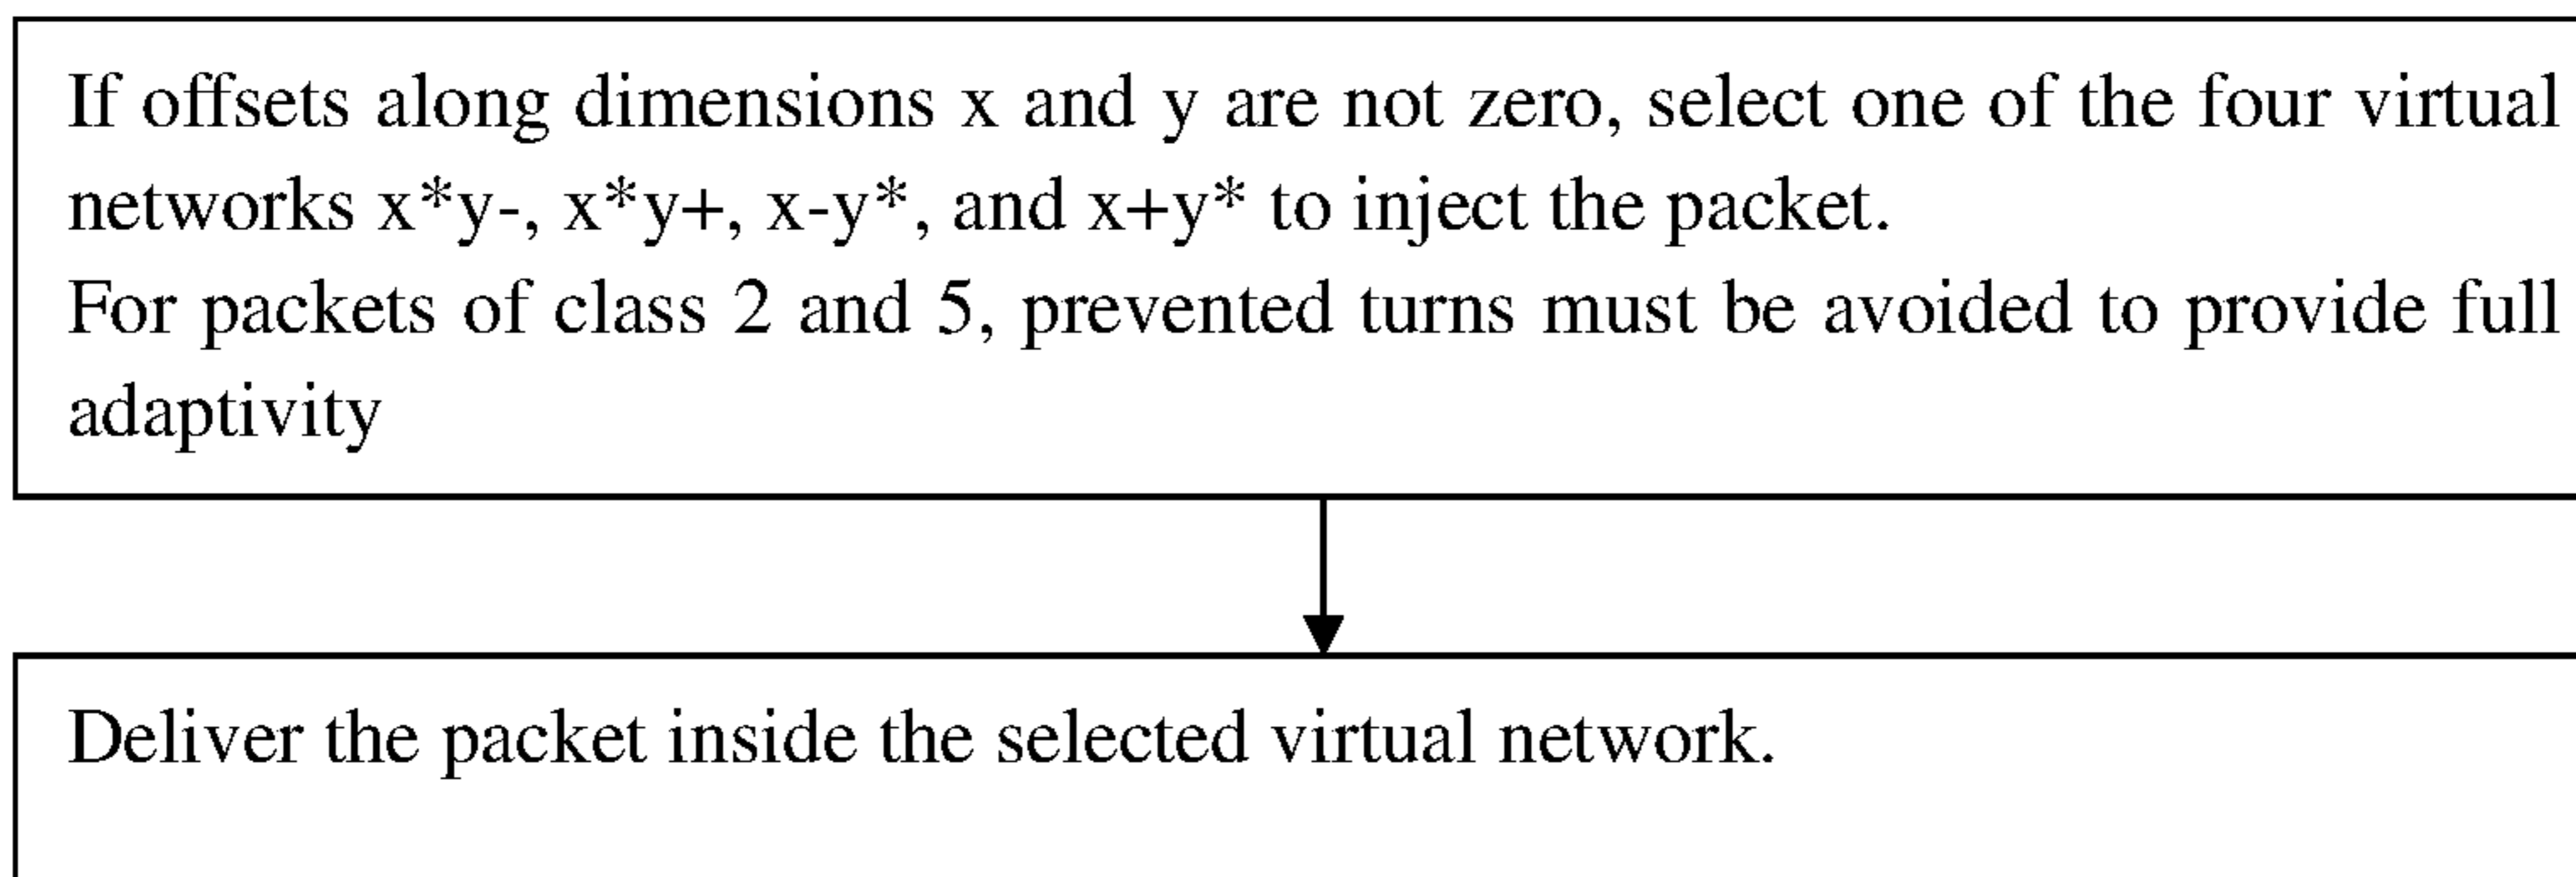 If offsets along dimensions x and y are not zero, select one of the four virtual
networks x*y-, x*y+, x-y*, and x+y* to inject the packet.
For packets of class 2 and 5, prevented turns must be avoided to provide full
adaptivity
Deliver the packet inside the selected virtual network.